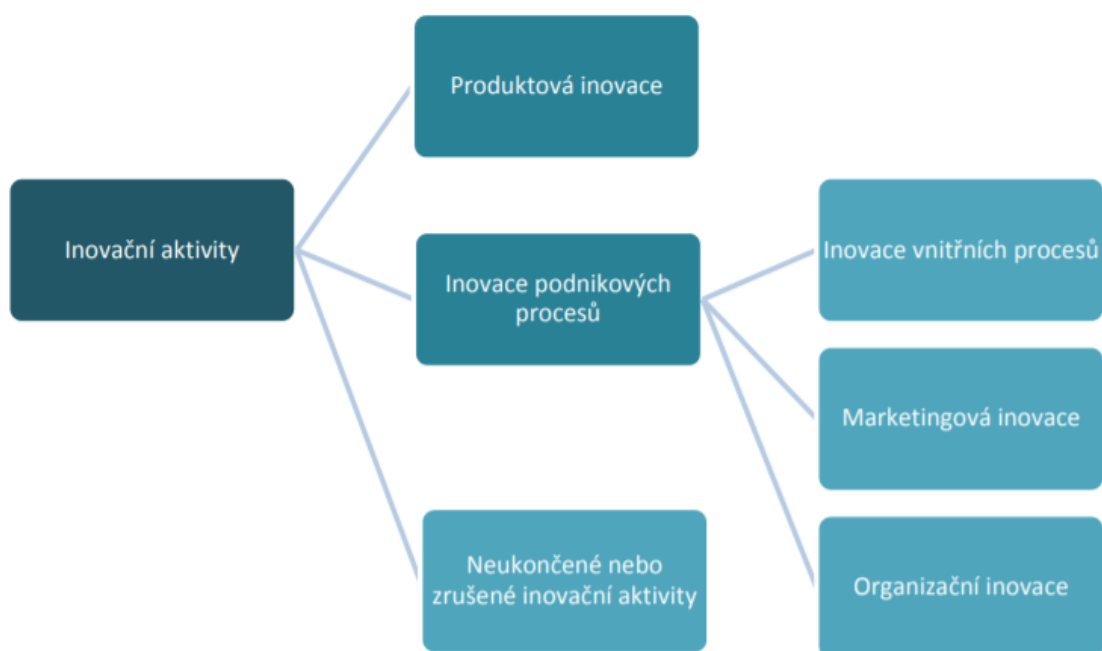 Produktová inovace
Inovační aktivity
Inovace podnikových
procesů
Inovace vnitřních procesů
Marketingová inovace
Neukončené nebo
zrušené inovační aktivity
Organizační inovace